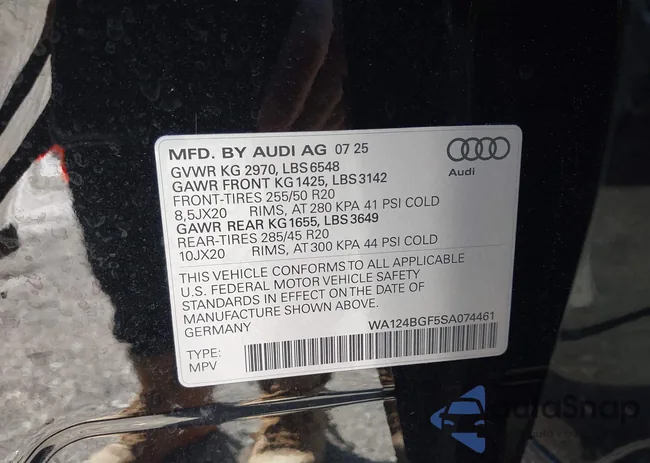 MFD. BY AUDI AG 07 25
GVWR KG 2970, LBS 6548
GAWR FRONT KG 1425, LBS 3142
FRONT-TIRES 255/50 R20
8,5JX20 RIMS, AT 280 KPA 41 PSI COLD
GAWR REAR KG 1655, LBS 3649
REAR-TIRES 285/45 R20
10JX20 RIMS, AT 300 KPA 44 PSI COLD
THIS VEHICLE CONFORMS TO ALL APPLICABLE
U.S. FEDERAL MOTOR VEHICLE SAFETY
STANDARDS IN EFFECT ON THE DATE OF
MANUFACTURE SHOWN ABOVE.
GERMANY WA124BGF5SA074461
TYPE:
MPV
Audi